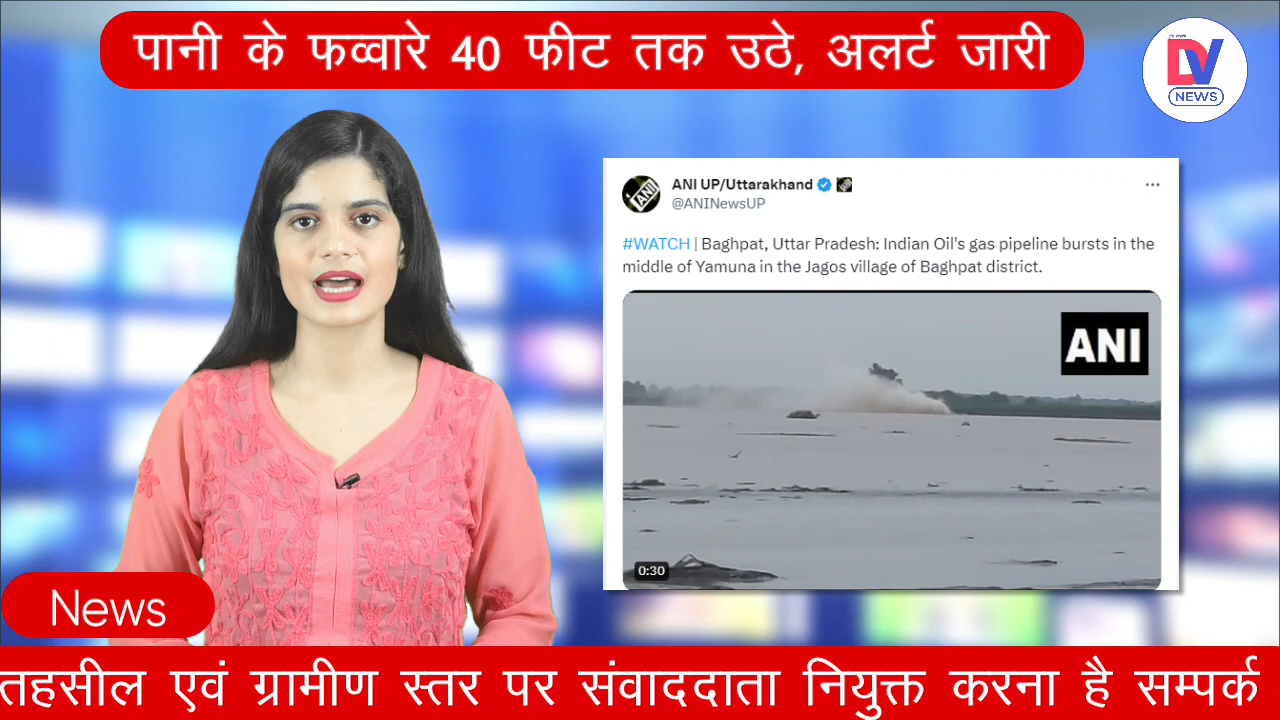 पानी के फव्वारे 40 फीट तक उठे, अलर्ट जारी
DV
NEWS
ANI UP/Uttarakhand
@ANINewsUP
#WATCH | Baghpat, Uttar Pradesh: Indian Oil's gas pipeline bursts in the
middle of Yamuna in the Jagos village of Baghpat district.
ANI
ANI
0:30
News
तहसील एवं ग्रामीण स्तर पर संवाददाता नियुक्त करना है सम्पर्क